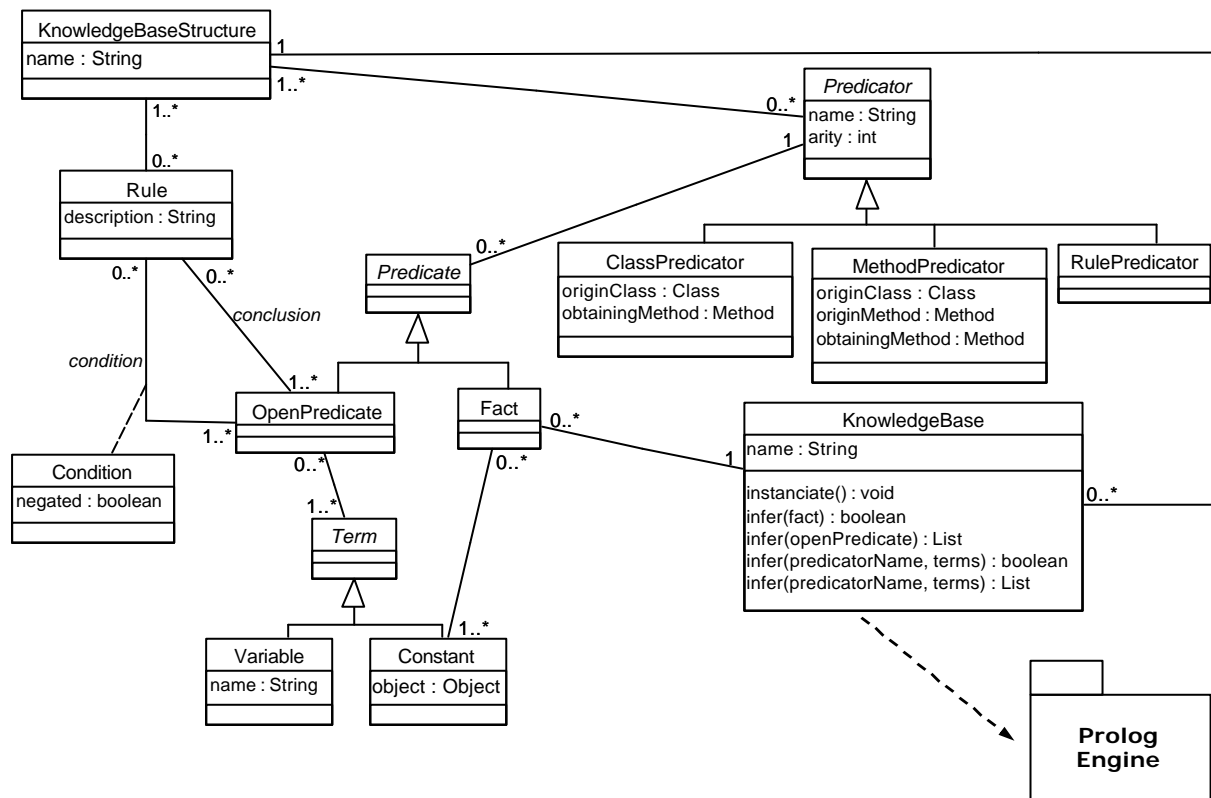 KnowledgeBaseStructure
name : String
1
1..*
1..*
0..*
Predicator
name : String
arity : int
0..*
1
Rule
description : String
0..*
0..*
conclusion
condition
1..*
1..*
Predicate
0..*
ClassPredicator
originClass : Class
obtainingMethod : Method
MethodPredicator
originClass : Class
originMethod : Method
obtainingMethod : Method
RulePredicator
OpenPredicate
0..*
Fact
0..*
0..*
Condition
negated : boolean
1..*
Term
KnowledgeBase
name : String
instanciate() : void
infer(fact) : boolean
infer(openPredicate) : List
infer(predicatorName, terms) : boolean
infer(predicatorName, terms) : List
1
0..*
1..*
Variable
name : String
Constant
object : Object
Prolog
Engine